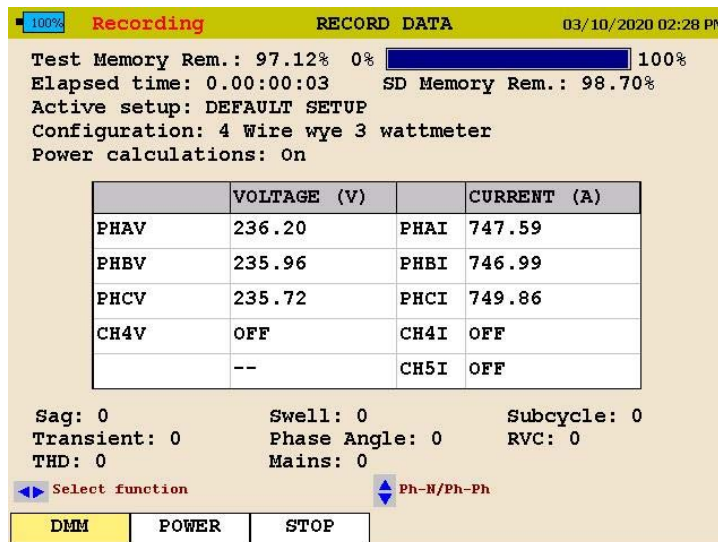 100% Recording RECORD DATA 03/10/2020 02:28 PM
Test Memory Rem.: 97.12% 0% 100%
Elapsed time: 0.00:00:03 SD Memory Rem.: 98.70%
Active setup: DEFAULT SETUP
Configuration: 4 Wire wye 3 wattmeter
Power calculations: On
VOLTAGE (V) CURRENT (A)
PHAV 236.20 PHAI 747.59
PHBV 235.96 PHBI 746.99
PHCV 235.72 PHCI 749.86
CH4V OFF CH4I OFF
-- CH5I OFF
Sag: 0 Swell: 0 Subcycle: 0
Transient: 0 Phase Angle: 0 RVC: 0
THD: 0 Mains: 0
Select function Ph-N/Ph-Ph
DMM POWER STOP